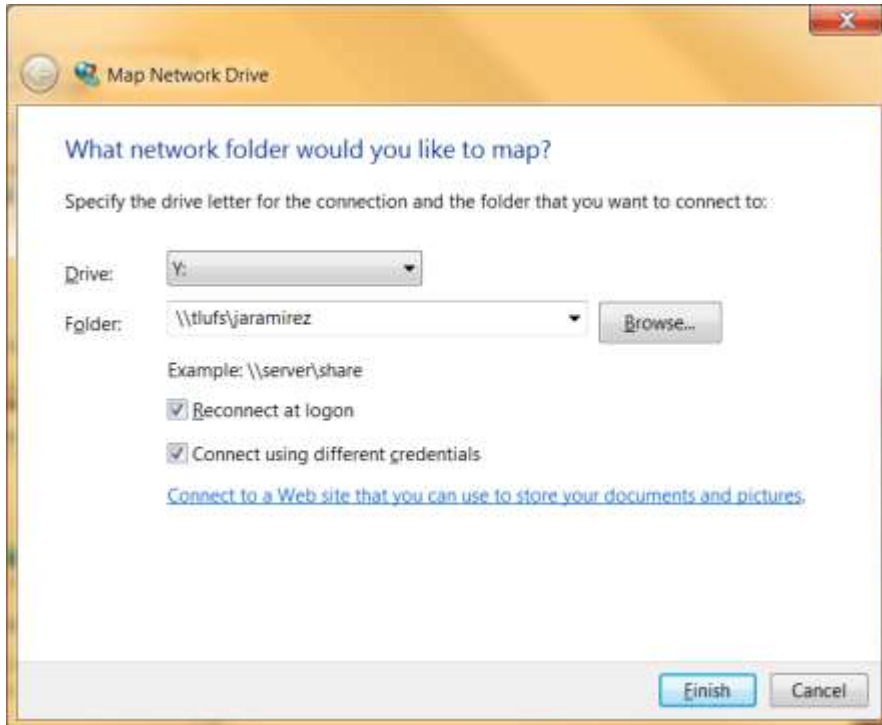 Map Network Drive
What network folder would you like to map?
Specify the drive letter for the connection and the folder that you want to connect to:
Drive: Y:
Folder: \\tlufs\jaramirez Browse...
Example: \\server\share
Reconnect at logon
Connect using different credentials
Connect to a Web site that you can use to store your documents and pictures.
Finish Cancel